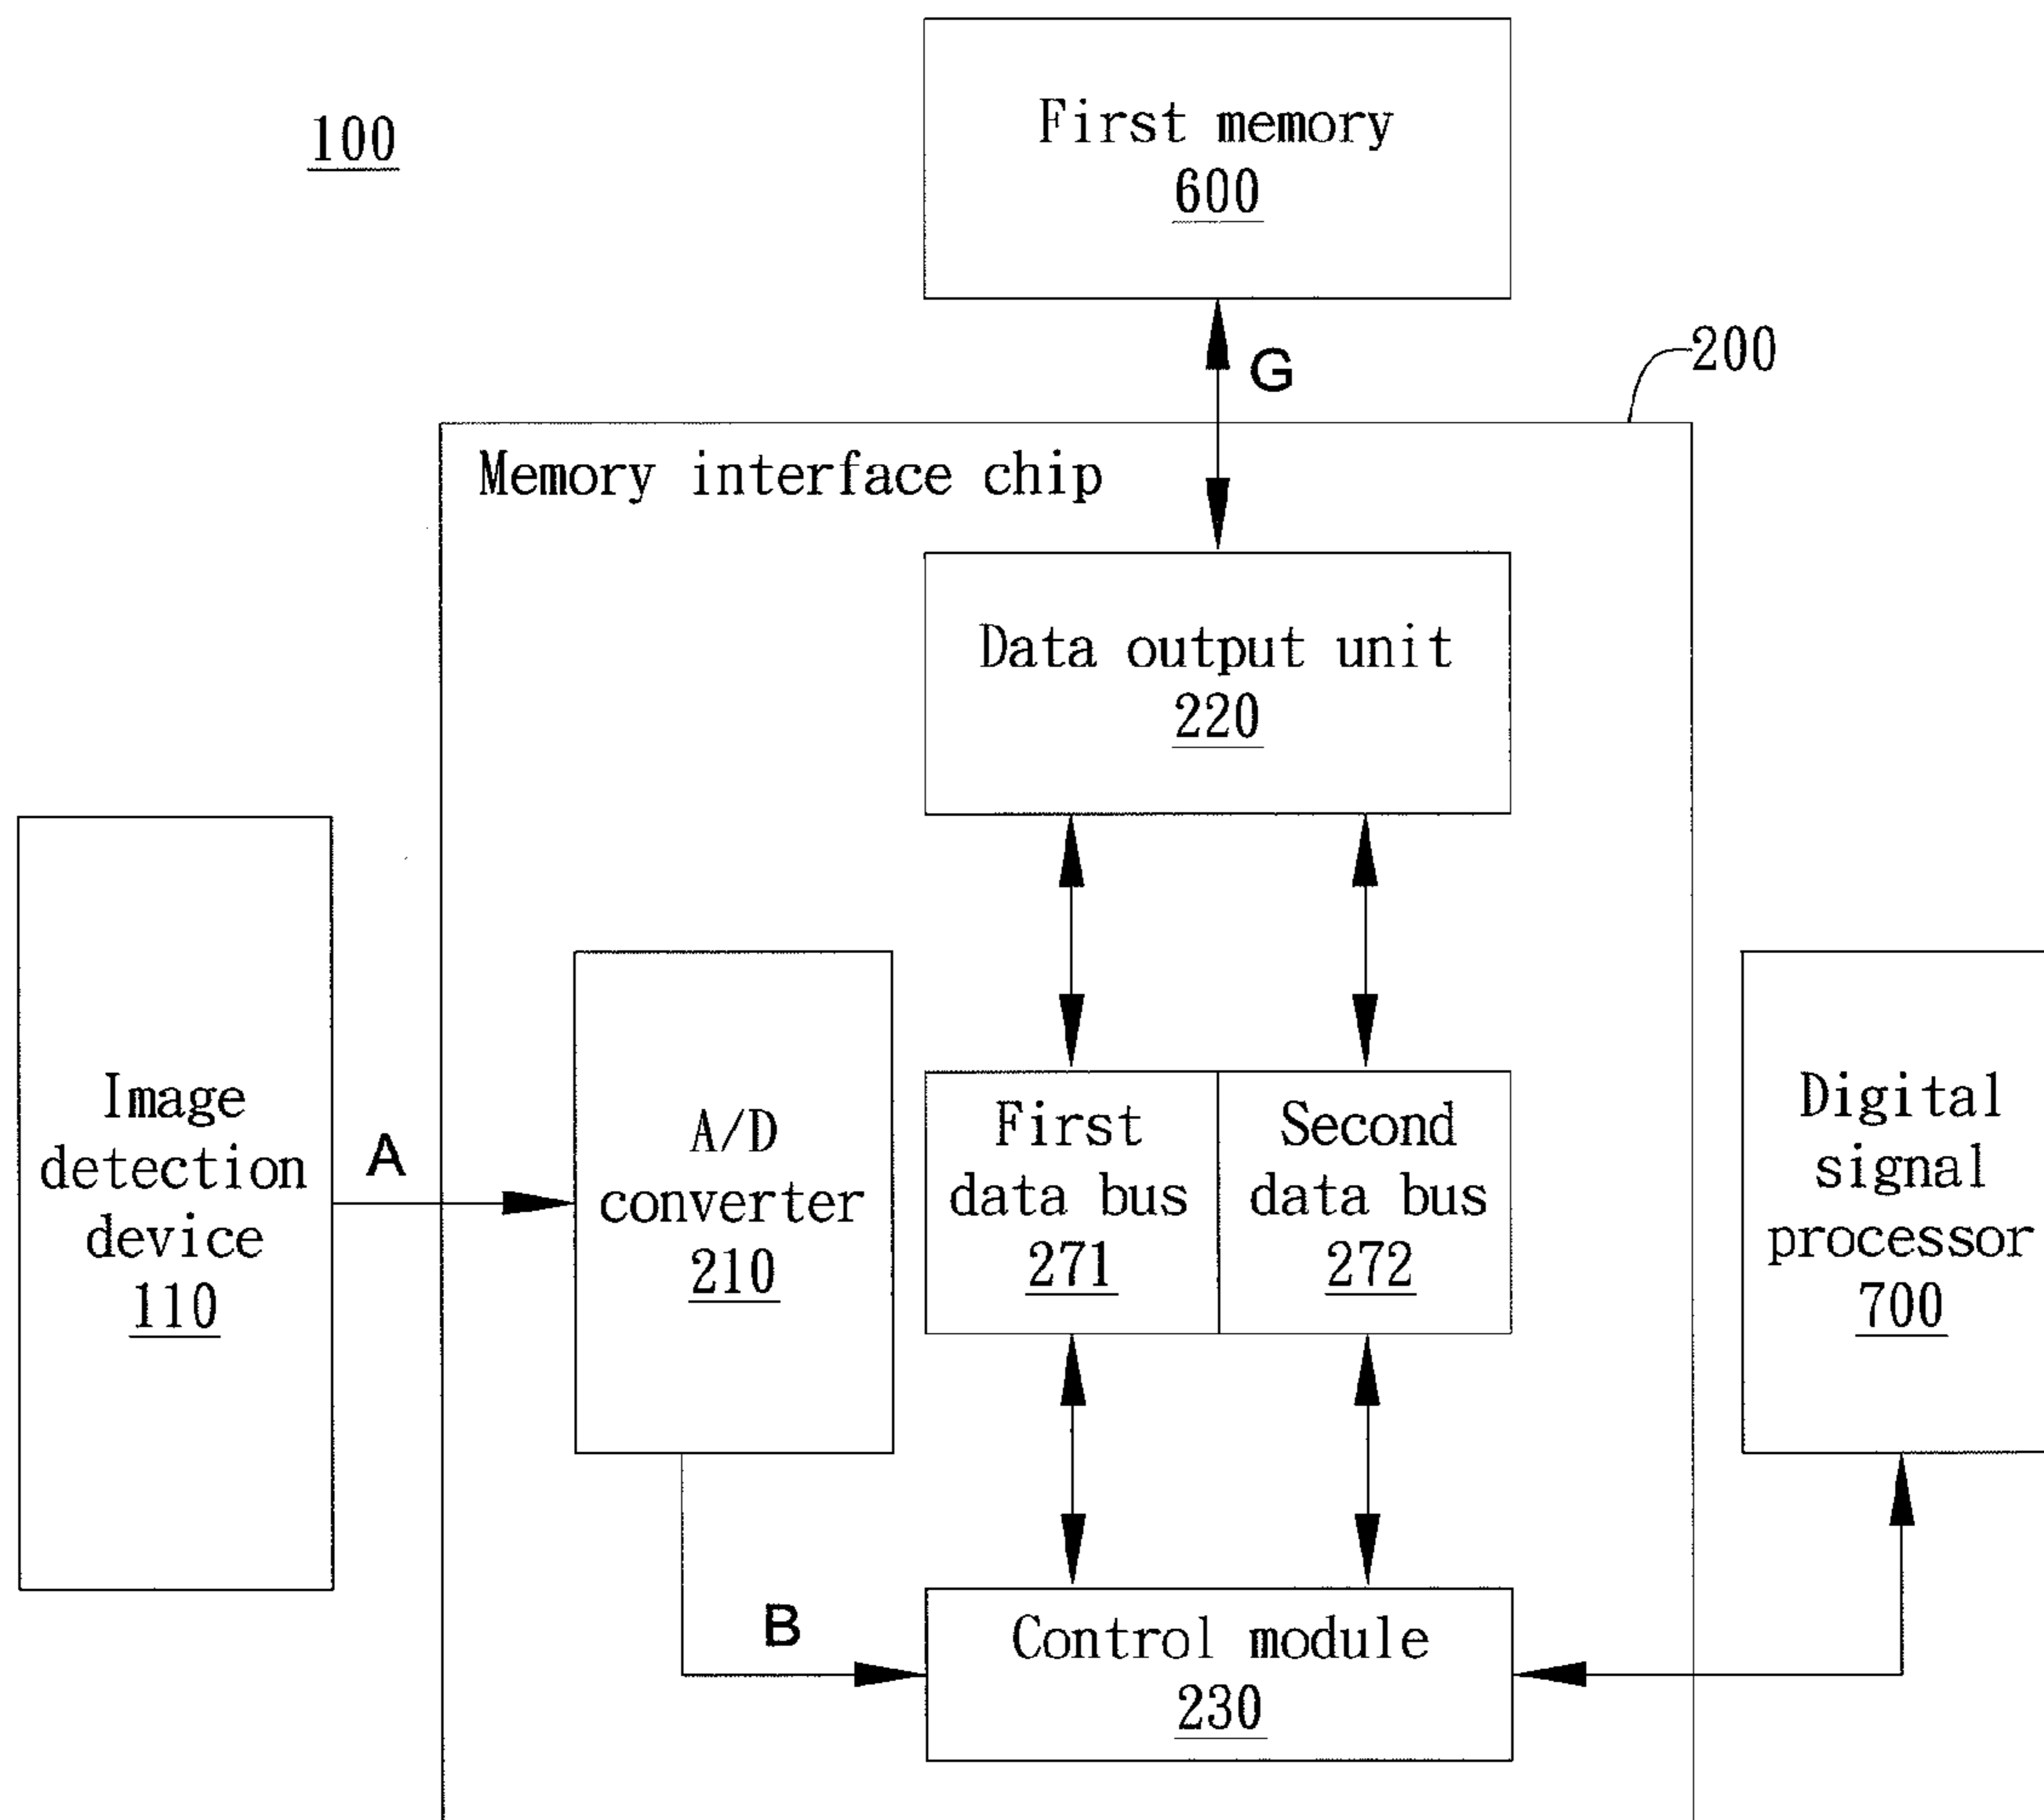 100
First memory
600
G
200
Memory interface chip
Data output unit
220
Image
detection
device
110
A
A/D
converter
210
First
data bus
271
Second
data bus
272
Digital
signal
processor
700
B
Control module
230